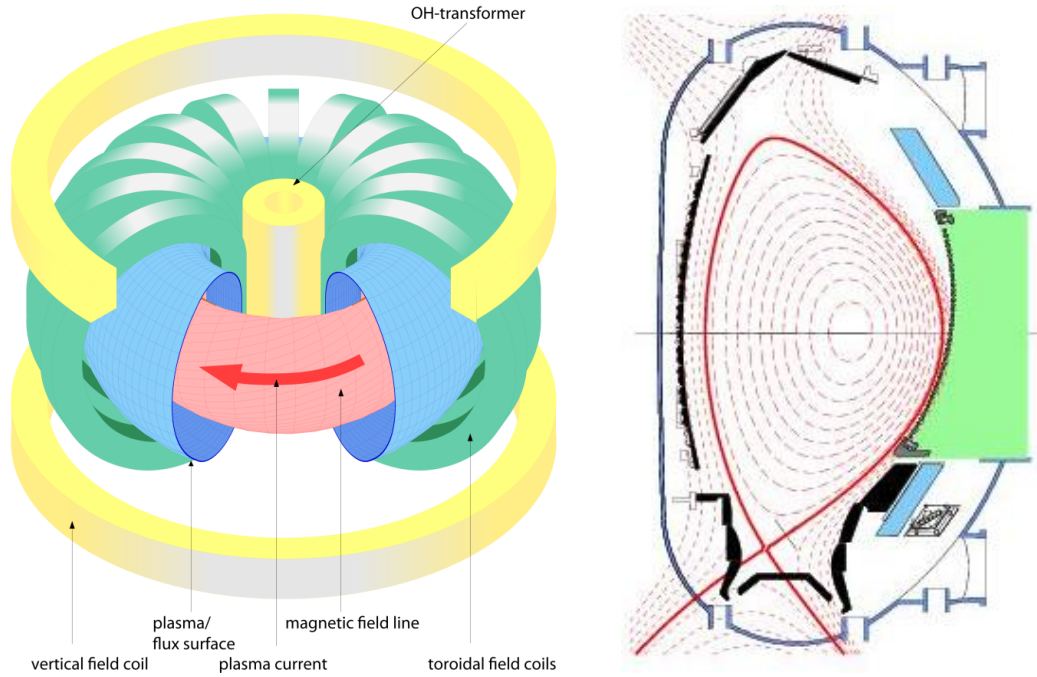 OH-transformer
plasma/
flux surface
magnetic field line
vertical field coil
plasma current
toroidal field coils